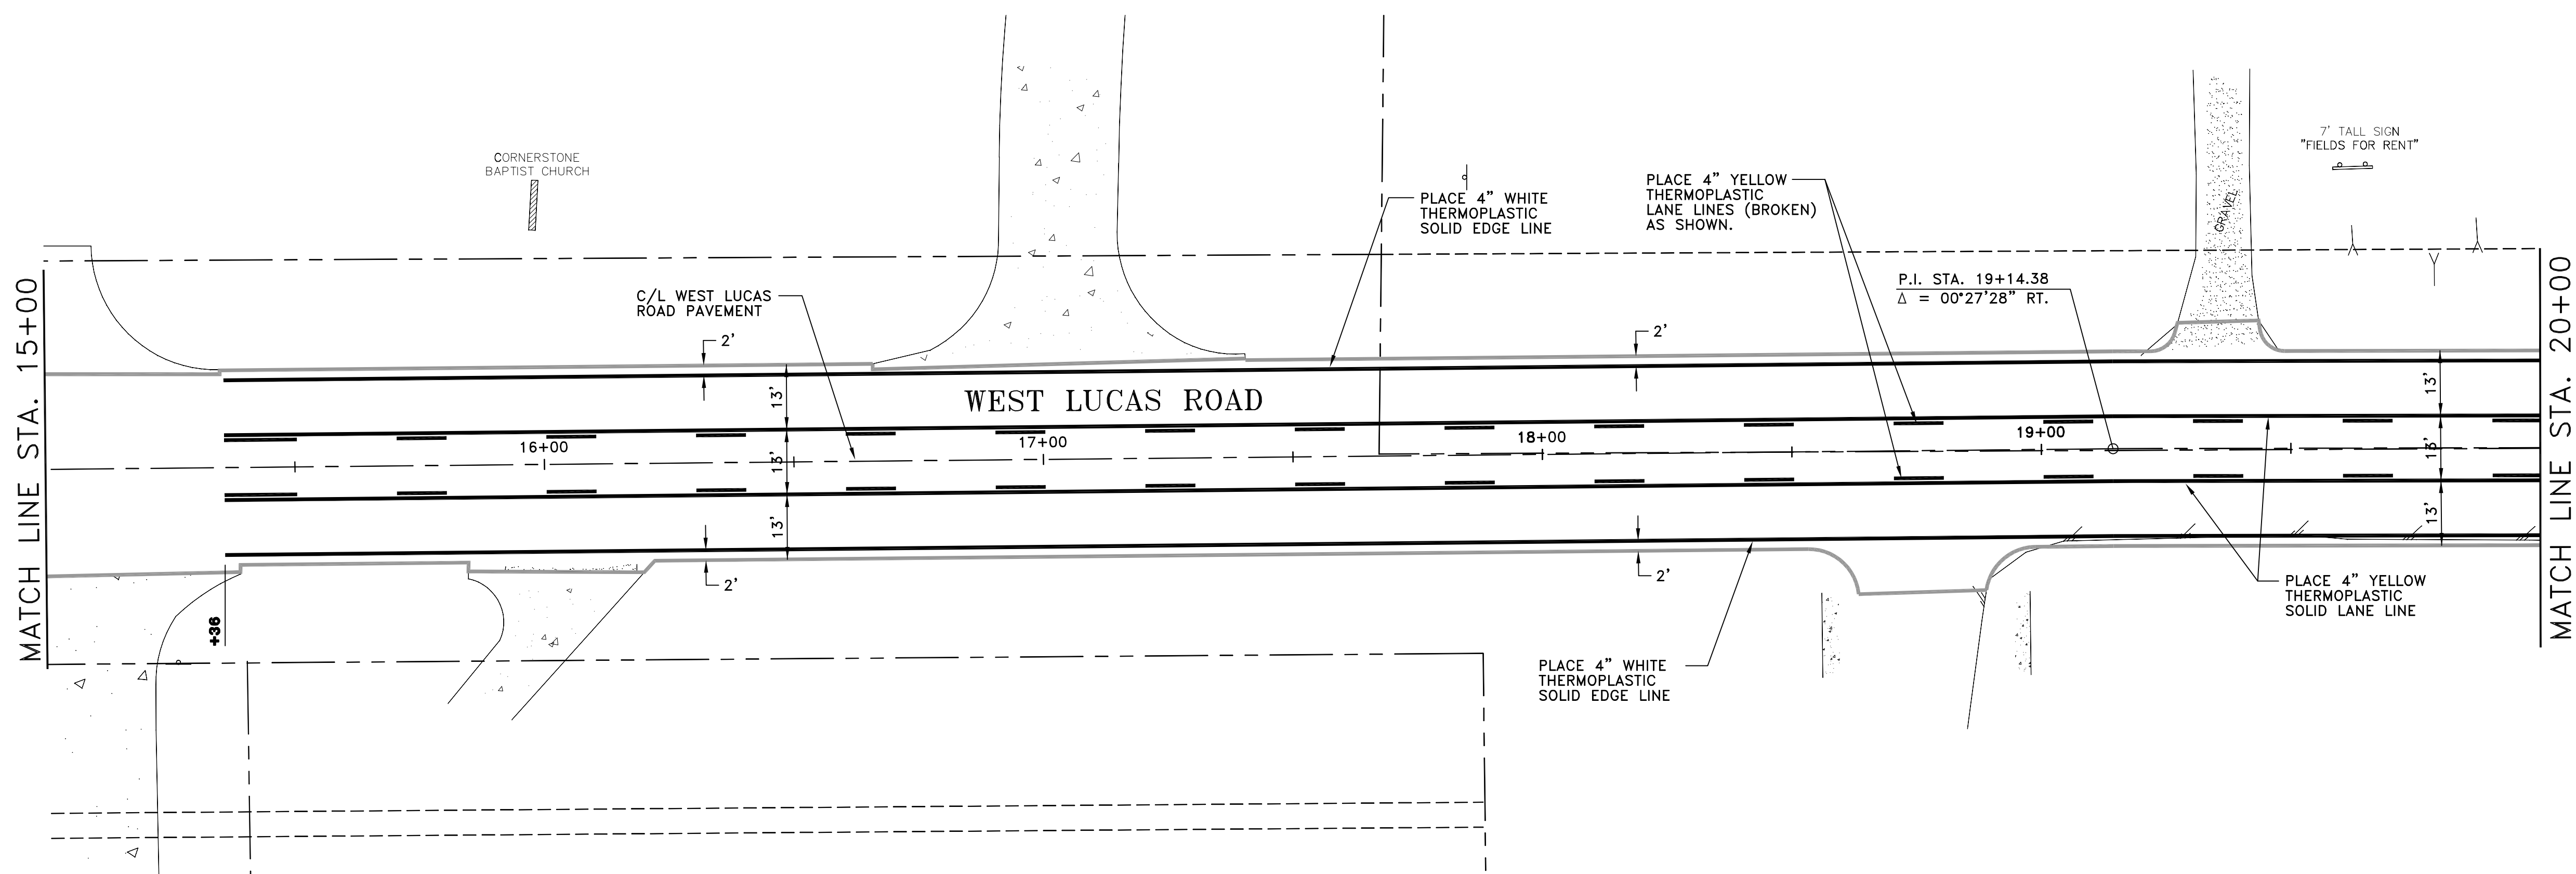 CORNERSTONE
BAPTIST CHURCH
7' TALL SIGN
"FIELDS FOR RENT"
PLACE 4" WHITE
THERMOPLASTIC
SOLID EDGE LINE
PLACE 4" YELLOW
THERMOPLASTIC
LANE LINES (BROKEN)
AS SHOWN.
GRAVEL
C/L WEST LUCAS
ROAD PAVEMENT
P.I. STA. 19+14.38
Δ = 00°27'28" RT.
MATCH LINE STA. 15+00
MATCH LINE STA. 20+00
2'
2'
13'
13'
WEST LUCAS ROAD
16+00
17+00
18+00
19+00
13'
13'
13'
13'
2'
2'
+36
PLACE 4" YELLOW
THERMOPLASTIC
SOLID LANE LINE
PLACE 4" WHITE
THERMOPLASTIC
SOLID EDGE LINE